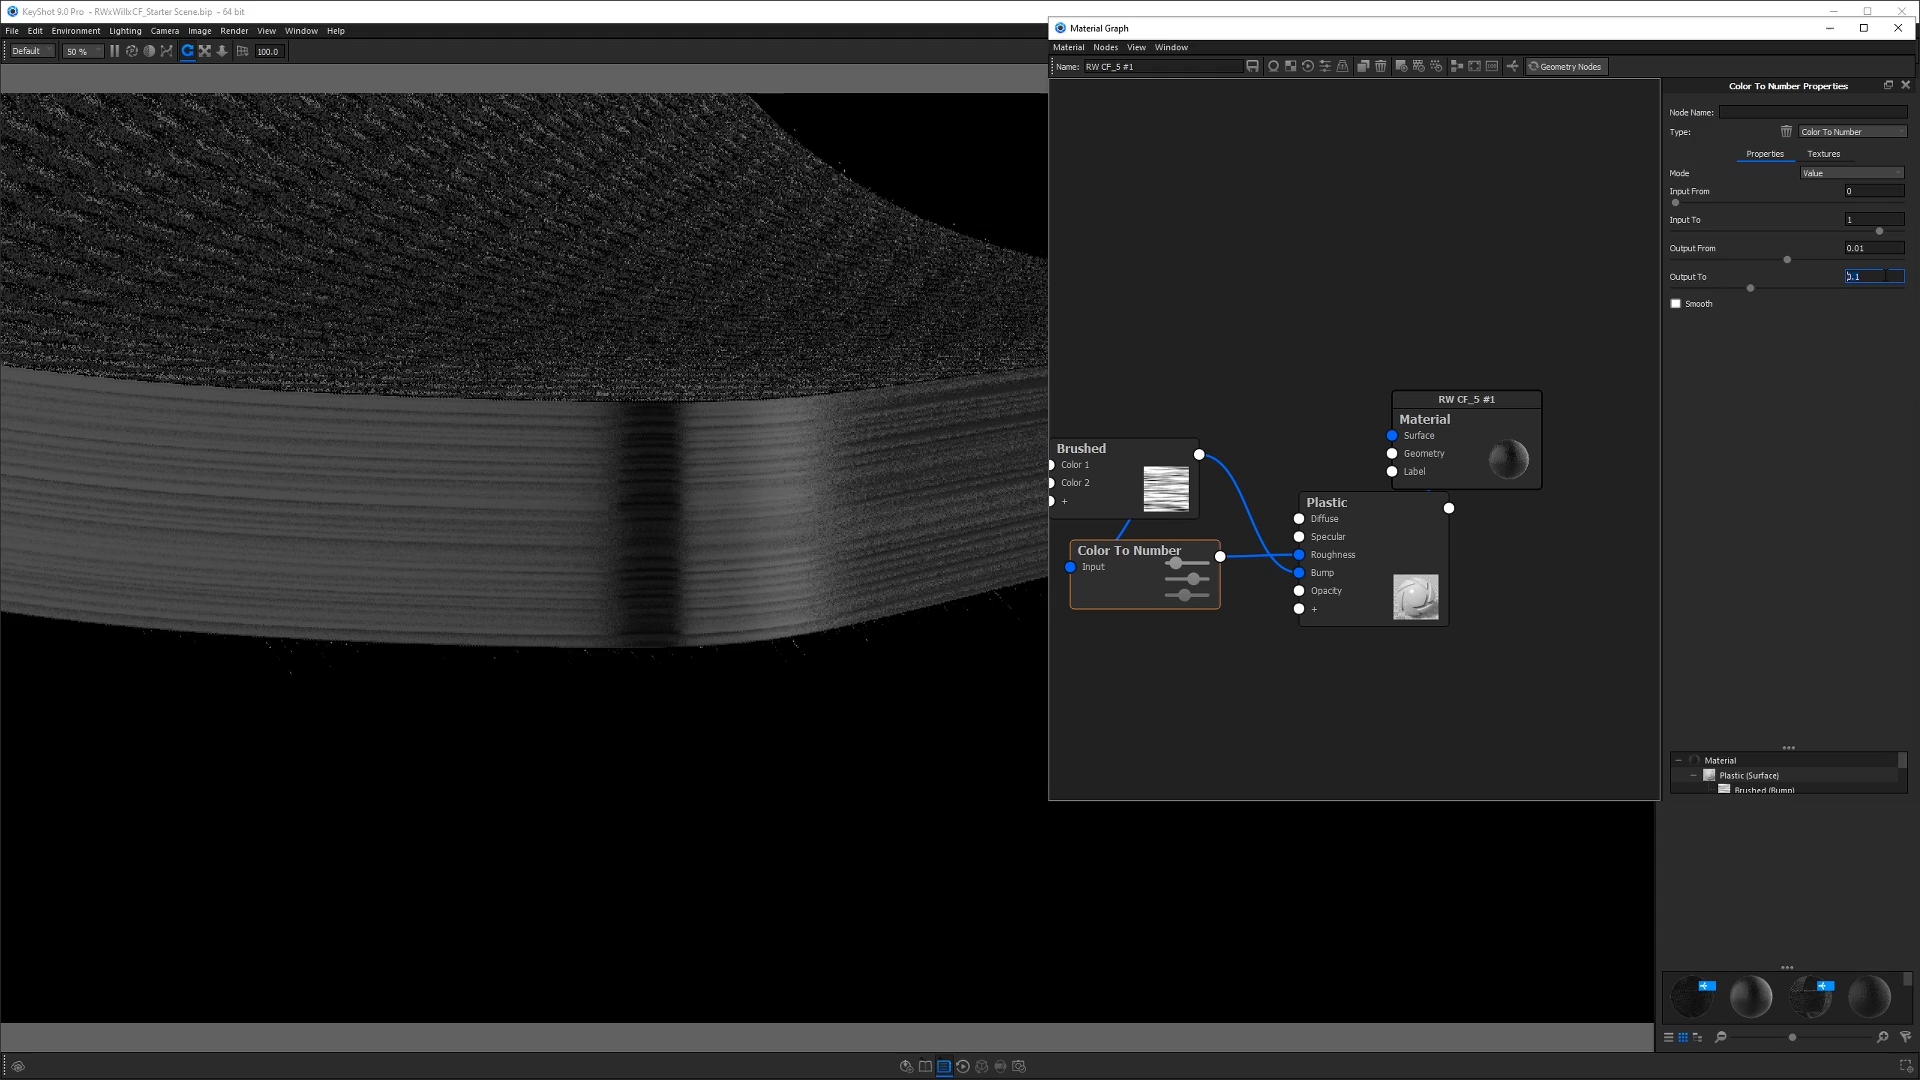 KeyShot 9.0 Pro - RWxWillxCF_Starter Scene.bip - 64 bit
File Edit Environment Lighting Camera Image Render View Window Help
Default 50 % 100.0
Material Graph
Material Nodes View Window
Name: RW CF_5 #1 Geometry Nodes
Color To Number Properties
Node Name:
Type: Color To Number
Properties Textures
Mode Value
Input From 0
Input To 1
Output From 0.01
Output To 0.1
Smooth
RW CF_5 #1
Material
Surface
Geometry
Label
Brushed
Color 1
Color 2
+
Plastic
Diffuse
Specular
Roughness
Bump
Opacity
+
Color To Number
Input
Material
Plastic (Surface)
Brushed (Bump)